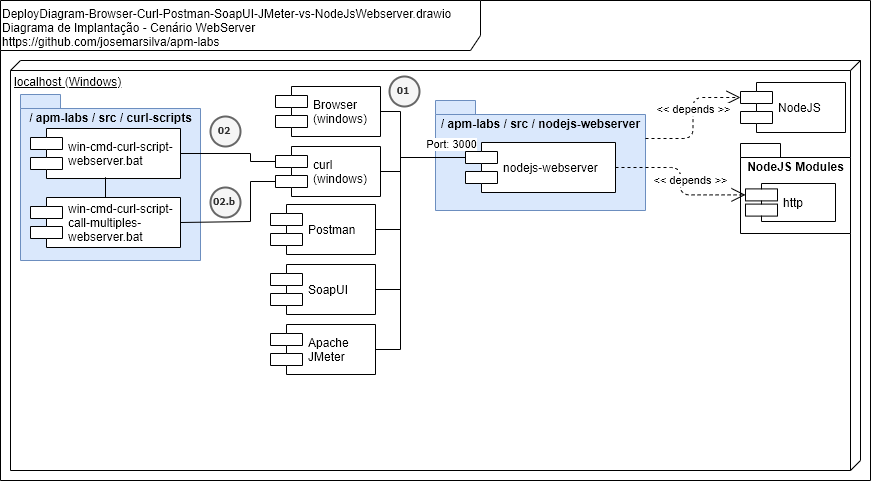 DeployDiagram-Browser-Curl-Postman-SoapUI-JMeter-vs-NodeJsWebserver.drawio
Diagrama de Implantação - Cenário WebServer
https://github.com/josemarsilva/apm-labs
localhost (Windows)
/ apm-labs / src / curl-scripts
win-cmd-curl-script-
webserver.bat
win-cmd-curl-script-
call-multiples-
webserver.bat
02
02.b
Browser
(windows)
curl
(windows)
Postman
SoapUI
Apache
JMeter
01
/ apm-labs / src / nodejs-webserver
Port: 3000
nodejs-webserver
<< depends >>
<< depends >>
NodeJS
NodeJS Modules
http